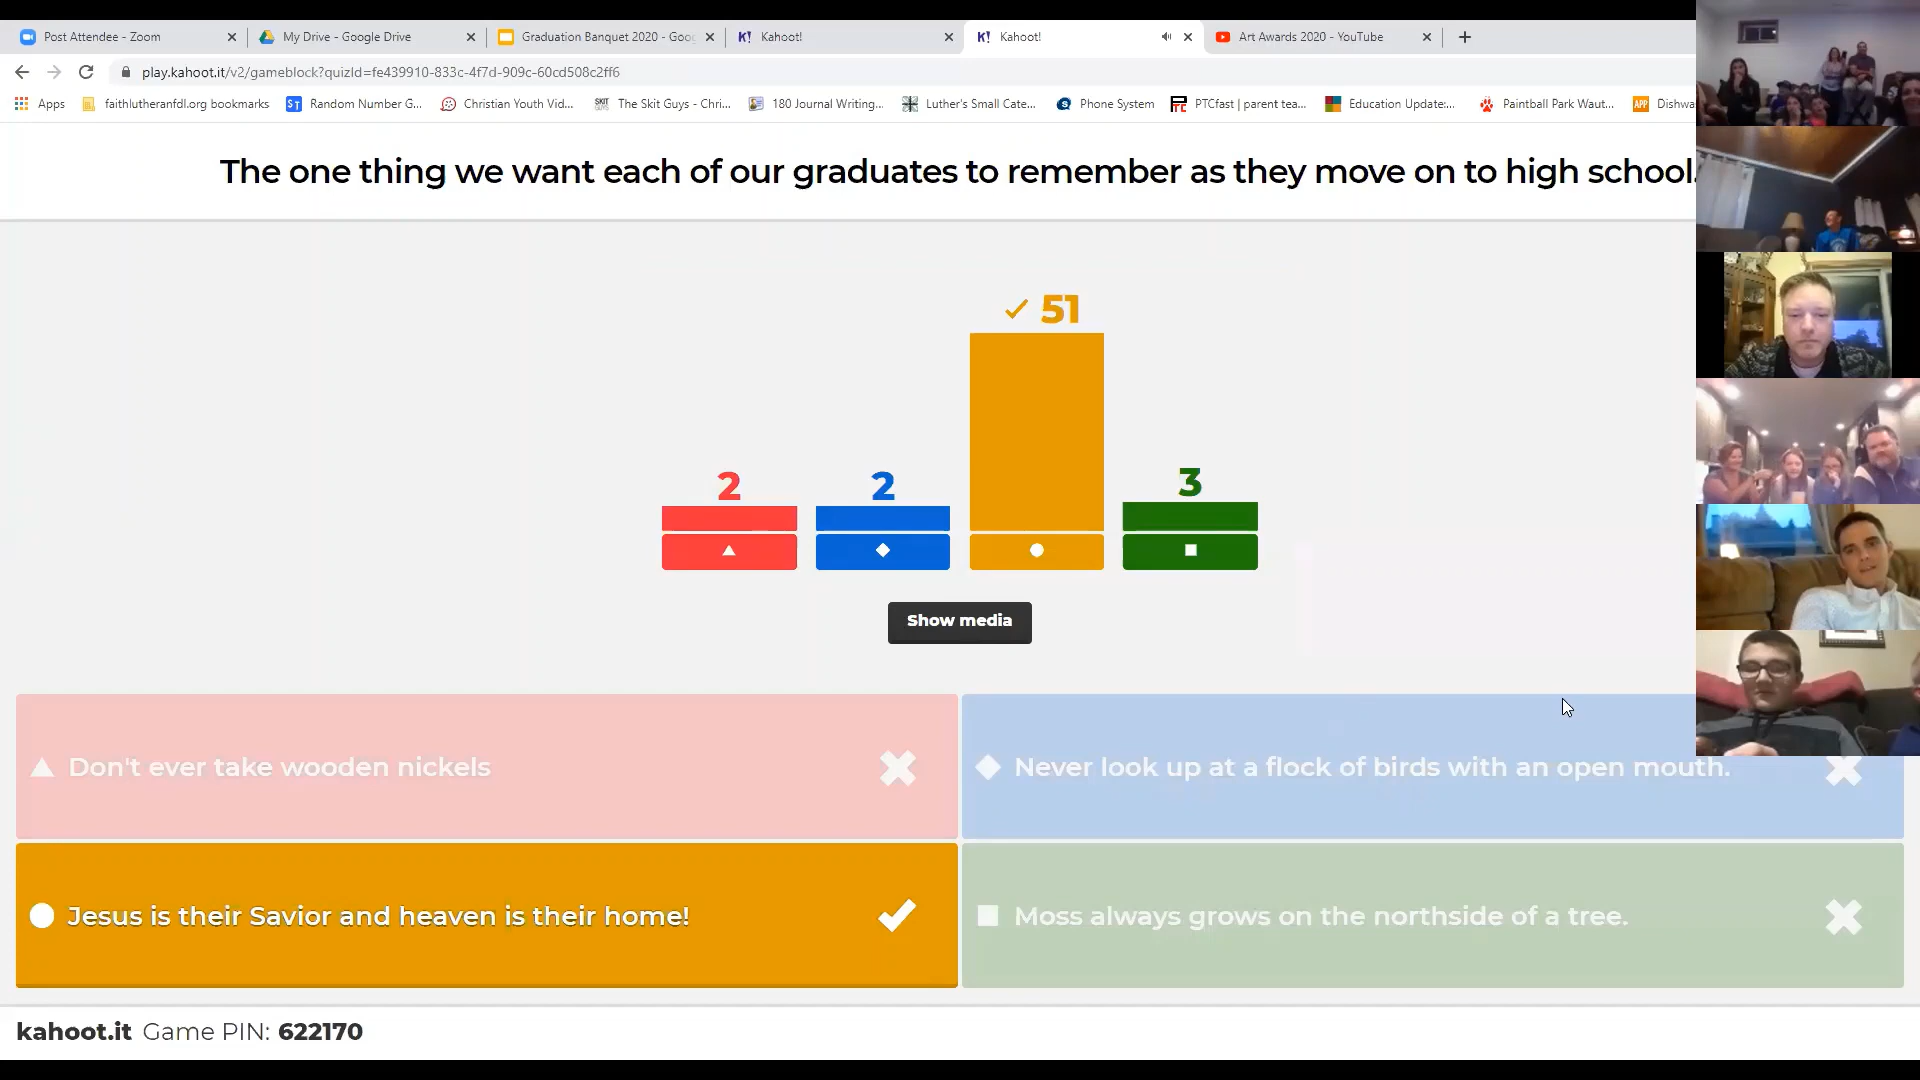 Post Attendee - Zoom
My Drive - Google Drive
Graduation Banquet 2020 - Goo
K! Kahoot!
K! Kahoot!
Art Awards 2020 - YouTube
play.kahoot.it/v2/gameblock?quizId=fe439910-833c-4f7d-909c-60cd508c2ff6
Apps
faithlutheranfdl.org bookmarks
ST Random Number G...
Christian Youth Vid...
SKIT The Skit Guys - Chri...
180 Journal Writing...
Luther's Small Cate...
Phone System
PTCfast | parent tea...
Education Update:...
Paintball Park Waut...
APP Dishwa
The one thing we want each of our graduates to remember as they move on to high school.
2
2
51
3
Show media
Don't ever take wooden nickels
Never look up at a flock of birds with an open mouth.
Jesus is their Savior and heaven is their home!
Moss always grows on the northside of a tree.
kahoot.it Game PIN: 622170